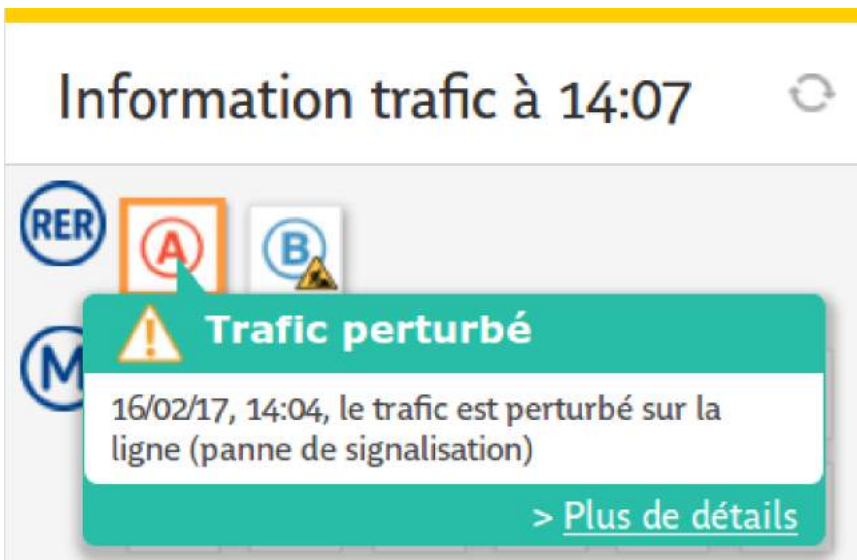 Information trafic à 14:07
RER
A
B
Trafic perturbé
M
16/02/17, 14:04, le trafic est perturbé sur la
ligne (panne de signalisation)
> Plus de détails